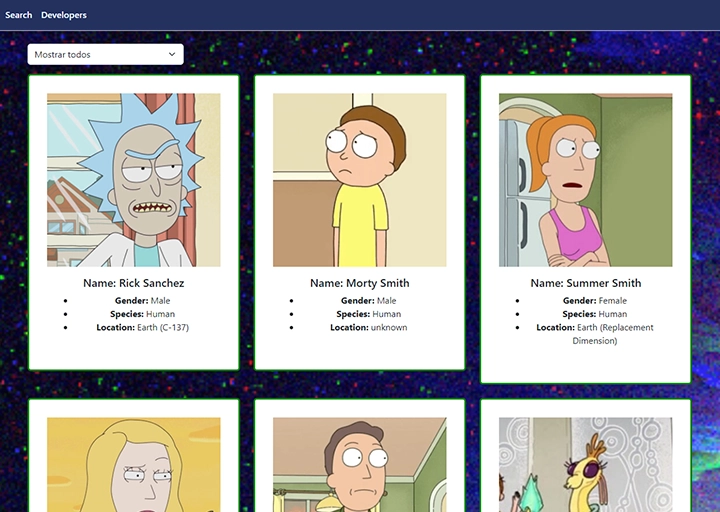 Search Developers
Mostrar todos
Name: Rick Sanchez
Gender: Male
Species: Human
Location: Earth (C-137)
Name: Morty Smith
Gender: Male
Species: Human
Location: unknown
Name: Summer Smith
Gender: Female
Species: Human
Location: Earth (Replacement
Dimension)